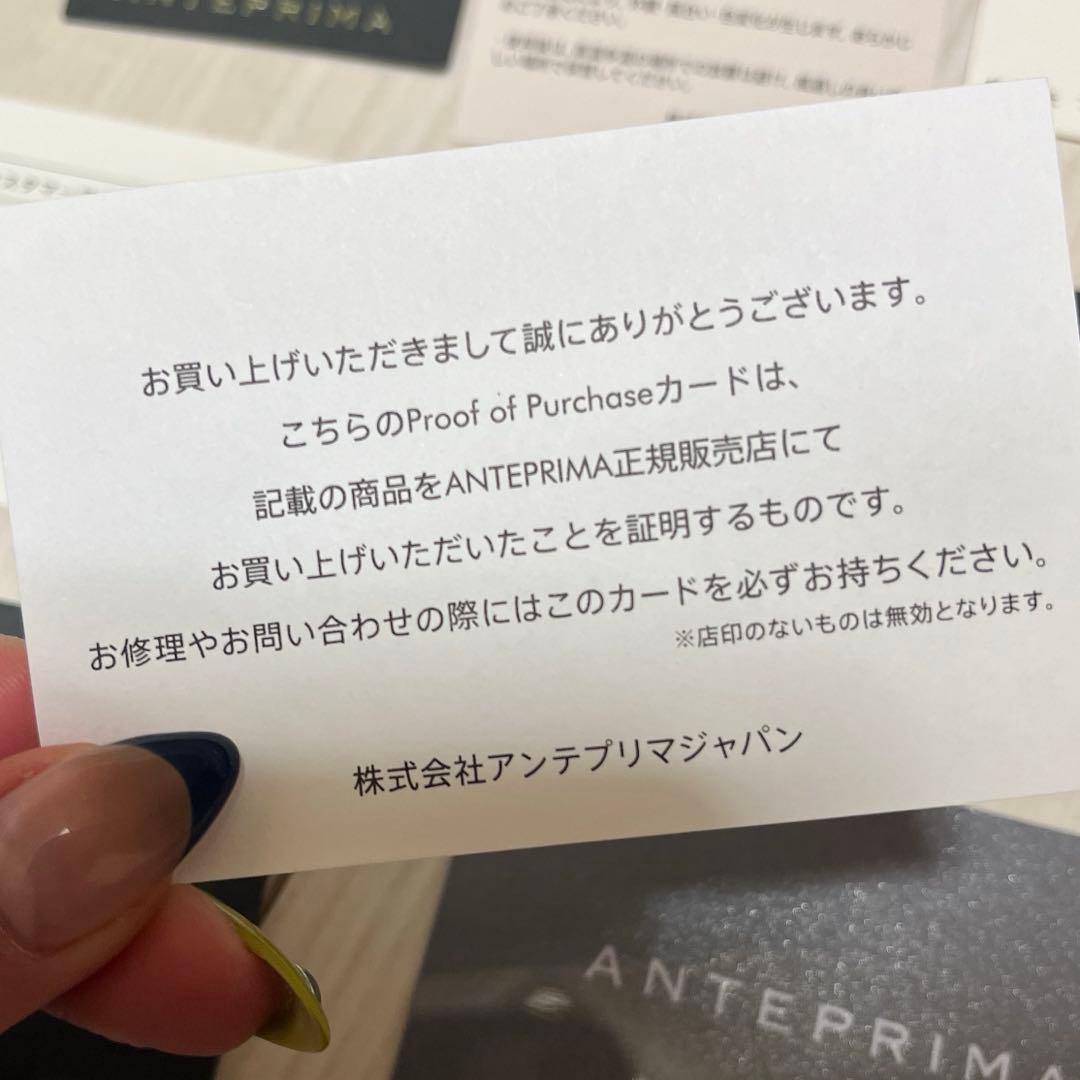 ANTEPRIMA
お買い上げいただきまして誠にありがとうございます。
こちらのProof of Purchaseカードは、
記載の商品をANTEPRIMA正規販売店にて
お買い上げいただいたことを証明するものです。
お修理やお問い合わせの際にはこのカードを必ずお持ちください。
※店印のないものは無効となります。
株式会社アンテプリマジャパン
ANTEPRIMA